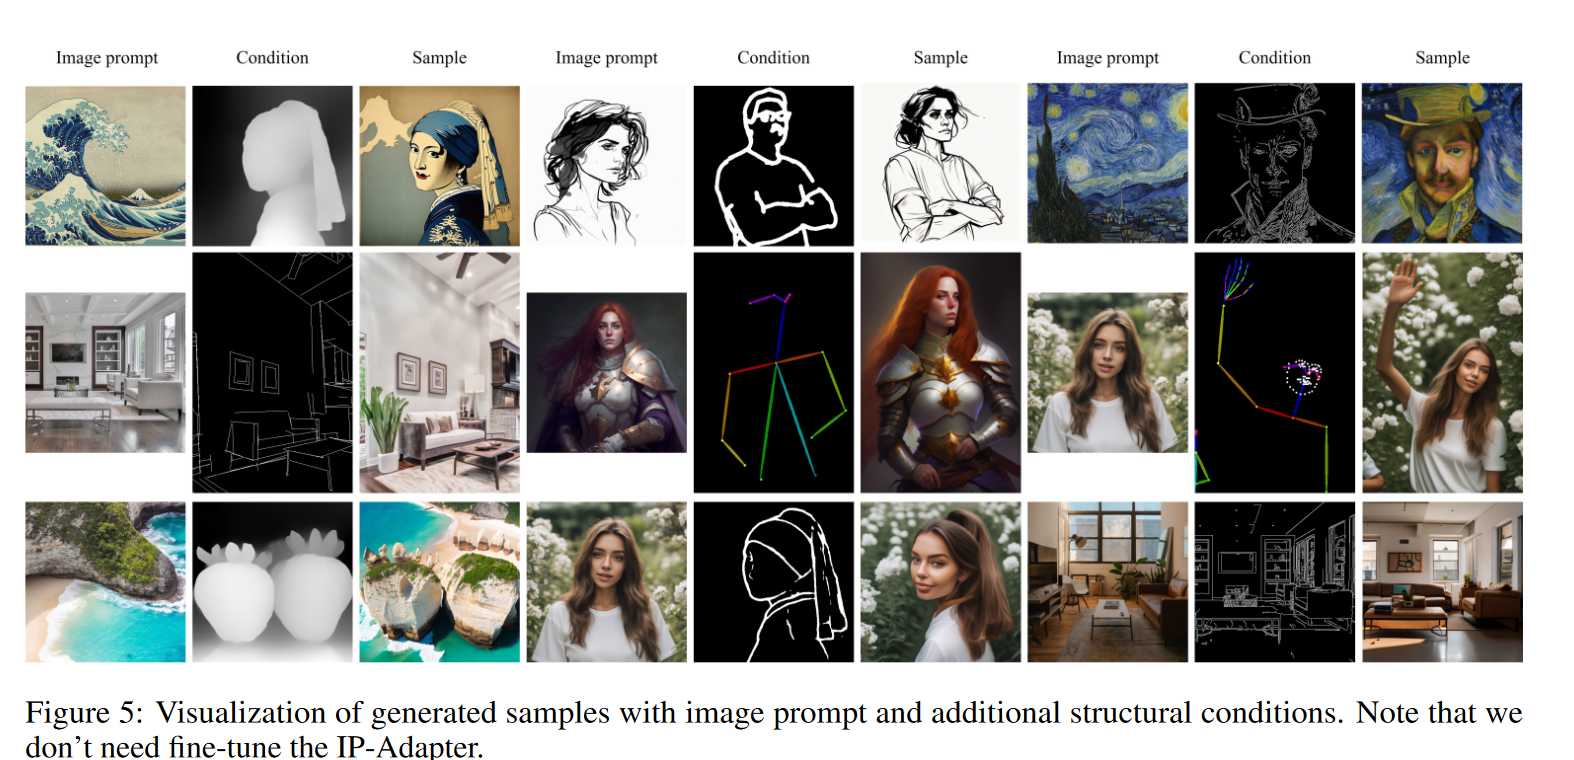 Image prompt Condition Sample Image prompt Condition Sample Image prompt Condition Sample
Figure 5: Visualization of generated samples with image prompt and additional structural conditions. Note that we
don't need fine-tune the IP-Adapter.